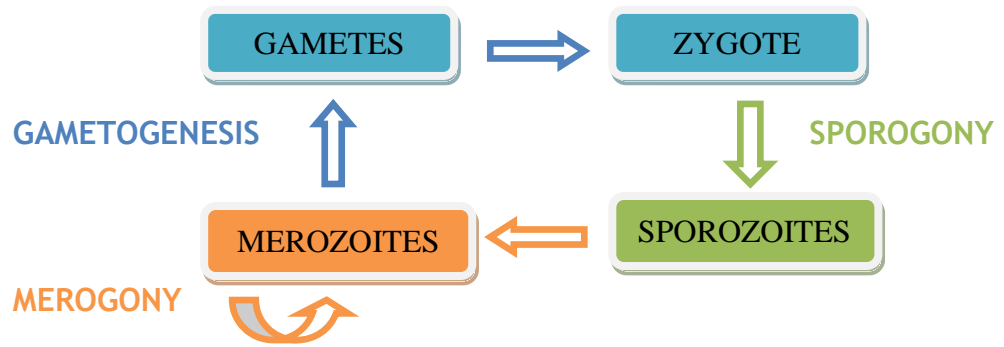 GAMETES
ZYGOTE
GAMETOGENESIS
SPOROGONY
MEROZOITES
SPOROZOITES
MEROGONY